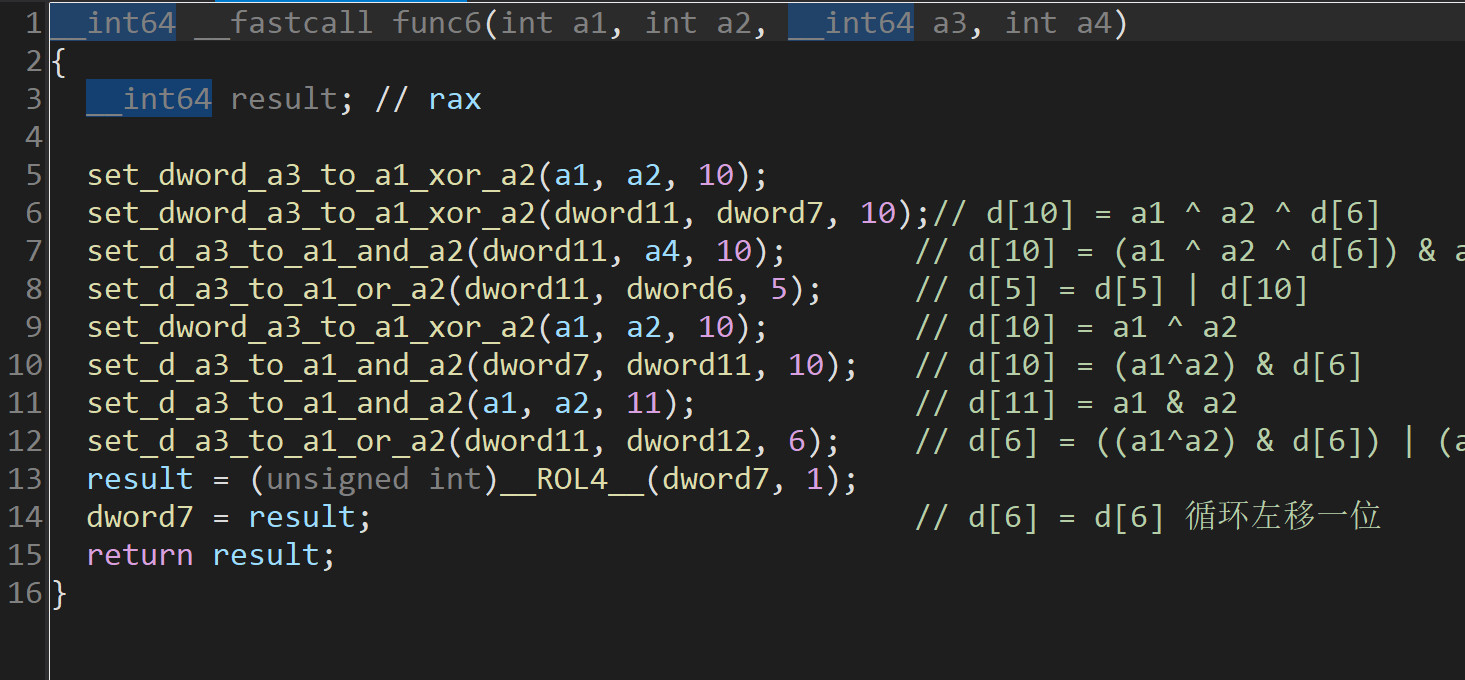 1 __int64 __fastcall func6(int a1, int a2, __int64 a3, int a4)
2 {
3 __int64 result; // rax
4
5 set_dword_a3_to_a1_xor_a2(a1, a2, 10);
6 set_dword_a3_to_a1_xor_a2(dword11, dword7, 10);// d[10] = a1 ^ a2 ^ d[6]
7 set_d_a3_to_a1_and_a2(dword11, a4, 10); // d[10] = (a1 ^ a2 ^ d[6]) & a
8 set_d_a3_to_a1_or_a2(dword11, dword6, 5); // d[5] = d[5] | d[10]
9 set_dword_a3_to_a1_xor_a2(a1, a2, 10); // d[10] = a1 ^ a2
10 set_d_a3_to_a1_and_a2(dword7, dword11, 10); // d[10] = (a1^a2) & d[6]
11 set_d_a3_to_a1_and_a2(a1, a2, 11); // d[11] = a1 & a2
12 set_d_a3_to_a1_or_a2(dword11, dword12, 6); // d[6] = ((a1^a2) & d[6]) | (a
13 result = (unsigned int)__ROL4__(dword7, 1);
14 dword7 = result; // d[6] = d[6] 循环左移一位
15 return result;
16 }